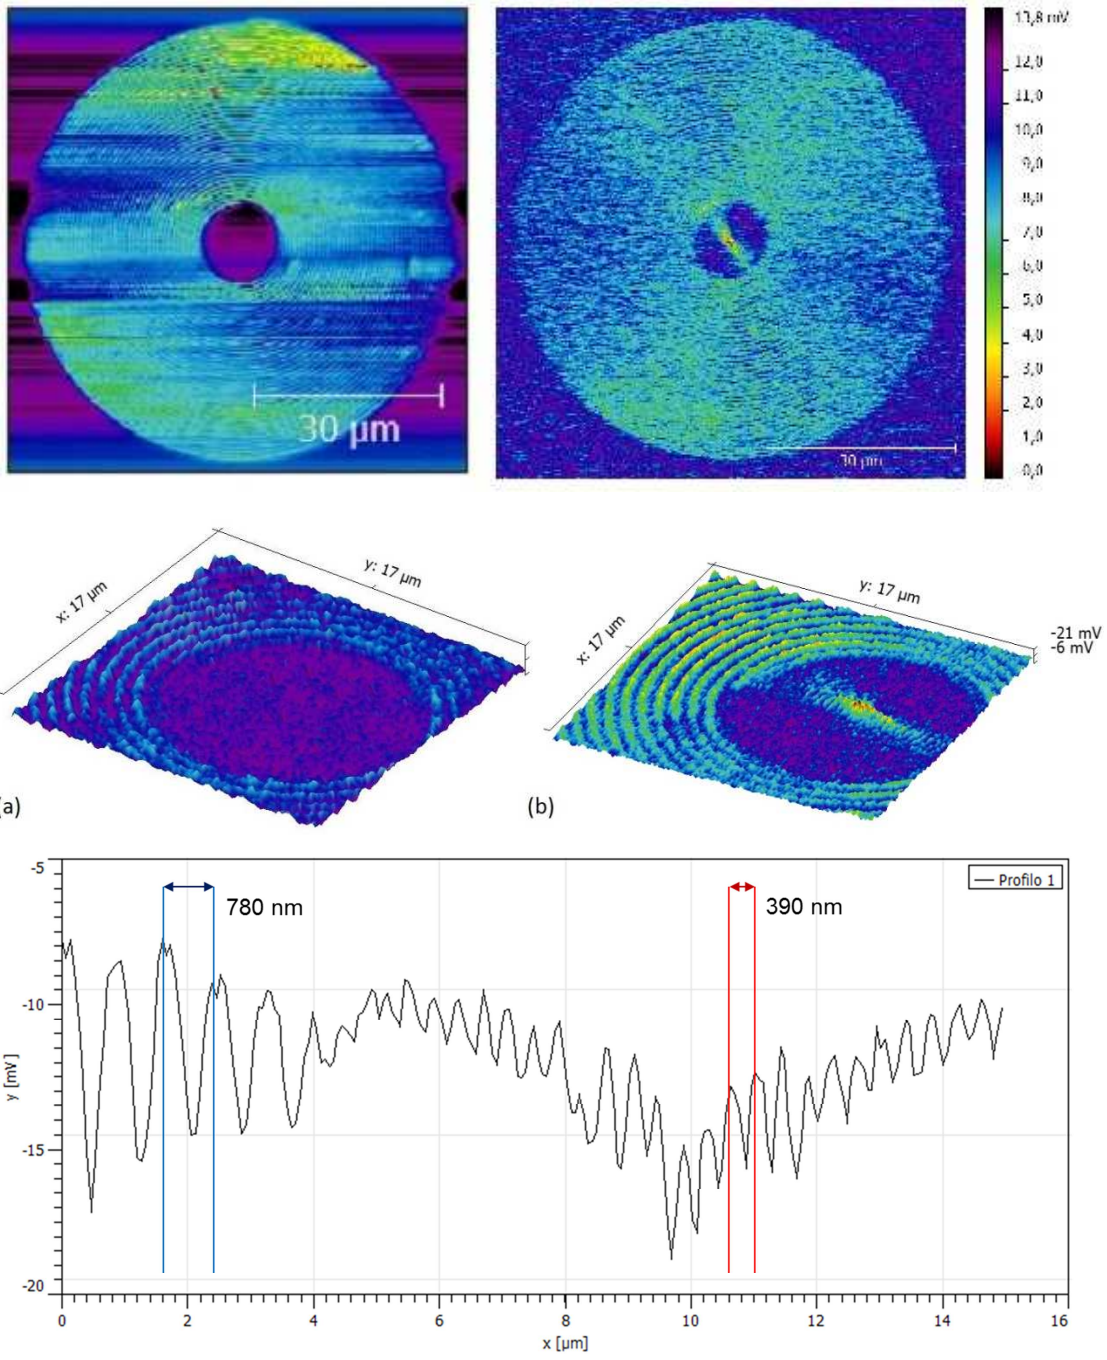 13,8 mV
12,0
11,0
10,0
9,0
8,0
7,0
6,0
5,0
4,0
3,0
2,0
1,0
0,0
30 µm
30 µm
x: 17 µm
y: 17 µm
x: 17 µm
y: 17 µm
-21 mV
-6 mV
a)
(b)
-5
-10
-15
-20
y [mV]
780 nm
390 nm
Profilo 1
0 2 4 6 8 10 12 14 16
x [µm]